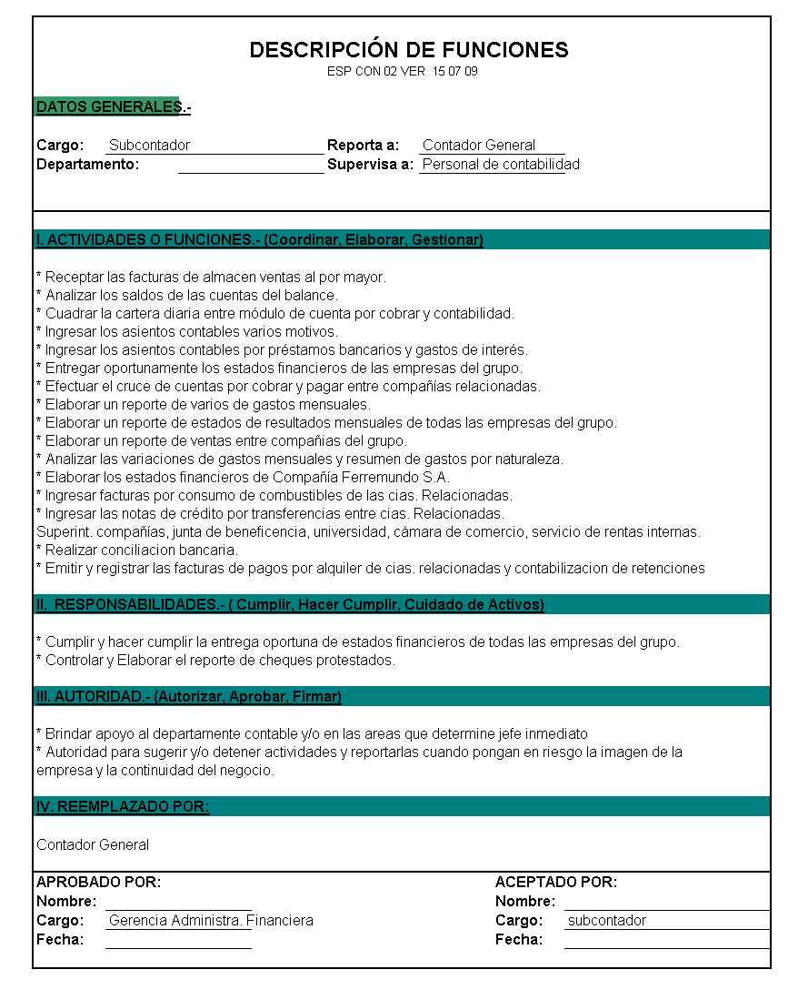 DESCRIPCIÓN DE FUNCIONES
ESP CON 02 VER 15 07 09
DATOS GENERALES.-
Cargo: Subcontador Reporta a: Contador General
Departamento: Supervisa a: Personal de contabilidad
I. ACTIVIDADES O FUNCIONES.- (Coordinar, Elaborar, Gestionar)
* Receptar las facturas de almacen ventas al por mayor.
* Analizar los saldos de las cuentas del balance.
* Cuadrar la cartera diaria entre módulo de cuenta por cobrar y contabilidad.
* Ingresar los asientos contables varios motivos.
* Ingresar los asientos contables por préstamos bancarios y gastos de interés.
* Entregar oportunamente los estados financieros de las empresas del grupo.
* Efectuar el cruce de cuentas por cobrar y pagar entre compañías relacionadas.
* Elaborar un reporte de varios de gastos mensuales.
* Elaborar un reporte de estados de resultados mensuales de todas las empresas del grupo.
* Elaborar un reporte de ventas entre compañias del grupo.
* Analizar las variaciones de gastos mensuales y resumen de gastos por naturaleza.
* Elaborar los estados financieros de Compañía Ferremundo S.A.
* Ingresar facturas por consumo de combustibles de las cias. Relacionadas.
* Ingresar las notas de crédito por transferencias entre cias. Relacionadas.
Superint. compañías, junta de beneficencia, universidad, cámara de comercio, servicio de rentas internas.
* Realizar conciliacion bancaria.
* Emitir y registrar las facturas de pagos por alquiler de cias. relacionadas y contabilizacion de retenciones
II. RESPONSABILIDADES.- ( Cumplir, Hacer Cumplir, Cuidado de Activos)
* Cumplir y hacer cumplir la entrega oportuna de estados financieros de todas las empresas del grupo.
* Controlar y Elaborar el reporte de cheques protestados.
III. AUTORIDAD.- (Autorizar, Aprobar, Firmar)
* Brindar apoyo al departamente contable y/o en las areas que determine jefe inmediato
* Autoridad para sugerir y/o detener actividades y reportarlas cuando pongan en riesgo la imagen de la
empresa y la continuidad del negocio.
IV. REEMPLAZADO POR:
Contador General
APROBADO POR: ACEPTADO POR:
Nombre: Nombre:
Cargo: Gerencia Administra. Financiera Cargo: subcontador
Fecha: Fecha: